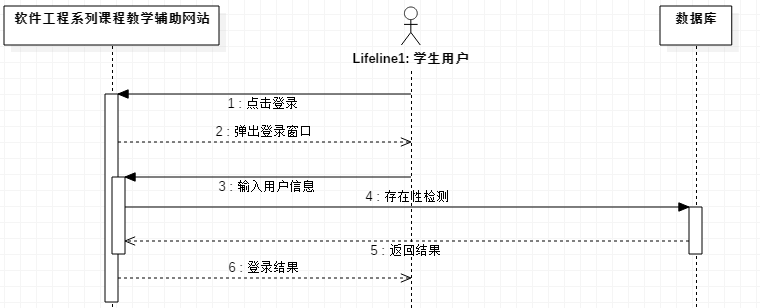 软件工程系列课程教学辅助网站
Lifeline1: 学生用户
数据库
1 : 点击登录
2 : 弹出登录窗口
3 : 输入用户信息
4 : 存在性检测
5 : 返回结果
6 : 登录结果